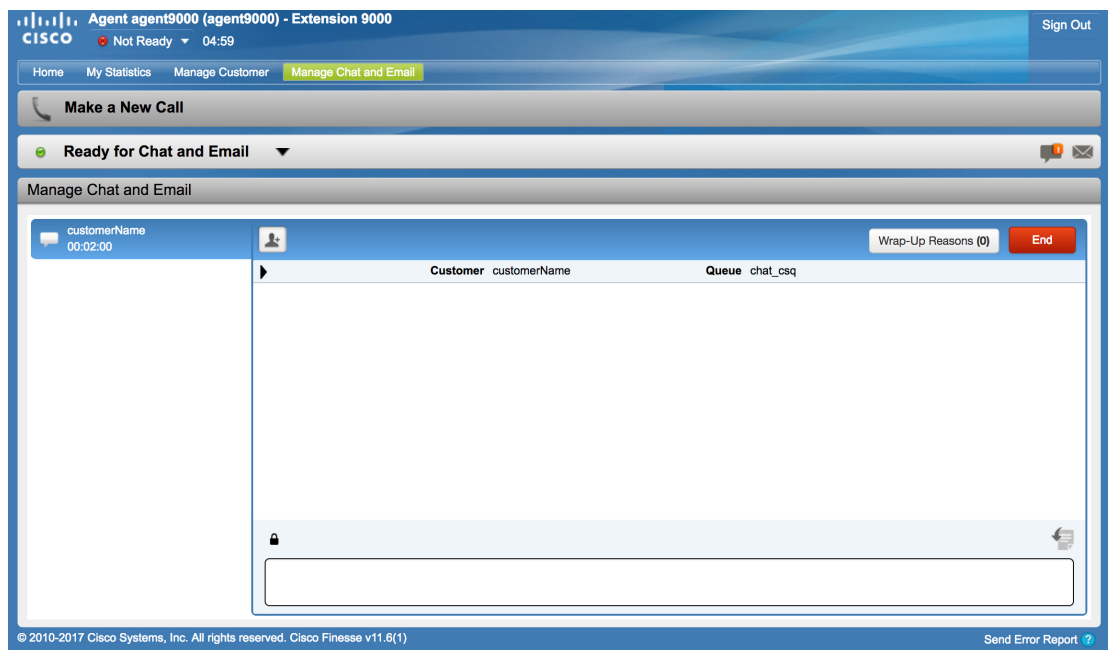 Agent agent9000 (agent9000) - Extension 9000
Sign Out
CISCO
Not Ready 04:59
Home My Statistics Manage Customer Manage Chat and Email
Make a New Call
Ready for Chat and Email
Manage Chat and Email
customerName
00:02:00
Wrap-Up Reasons (0) End
Customer customerName Queue chat_csq
© 2010-2017 Cisco Systems, Inc. All rights reserved. Cisco Finesse v11.6(1)
Send Error Report ?